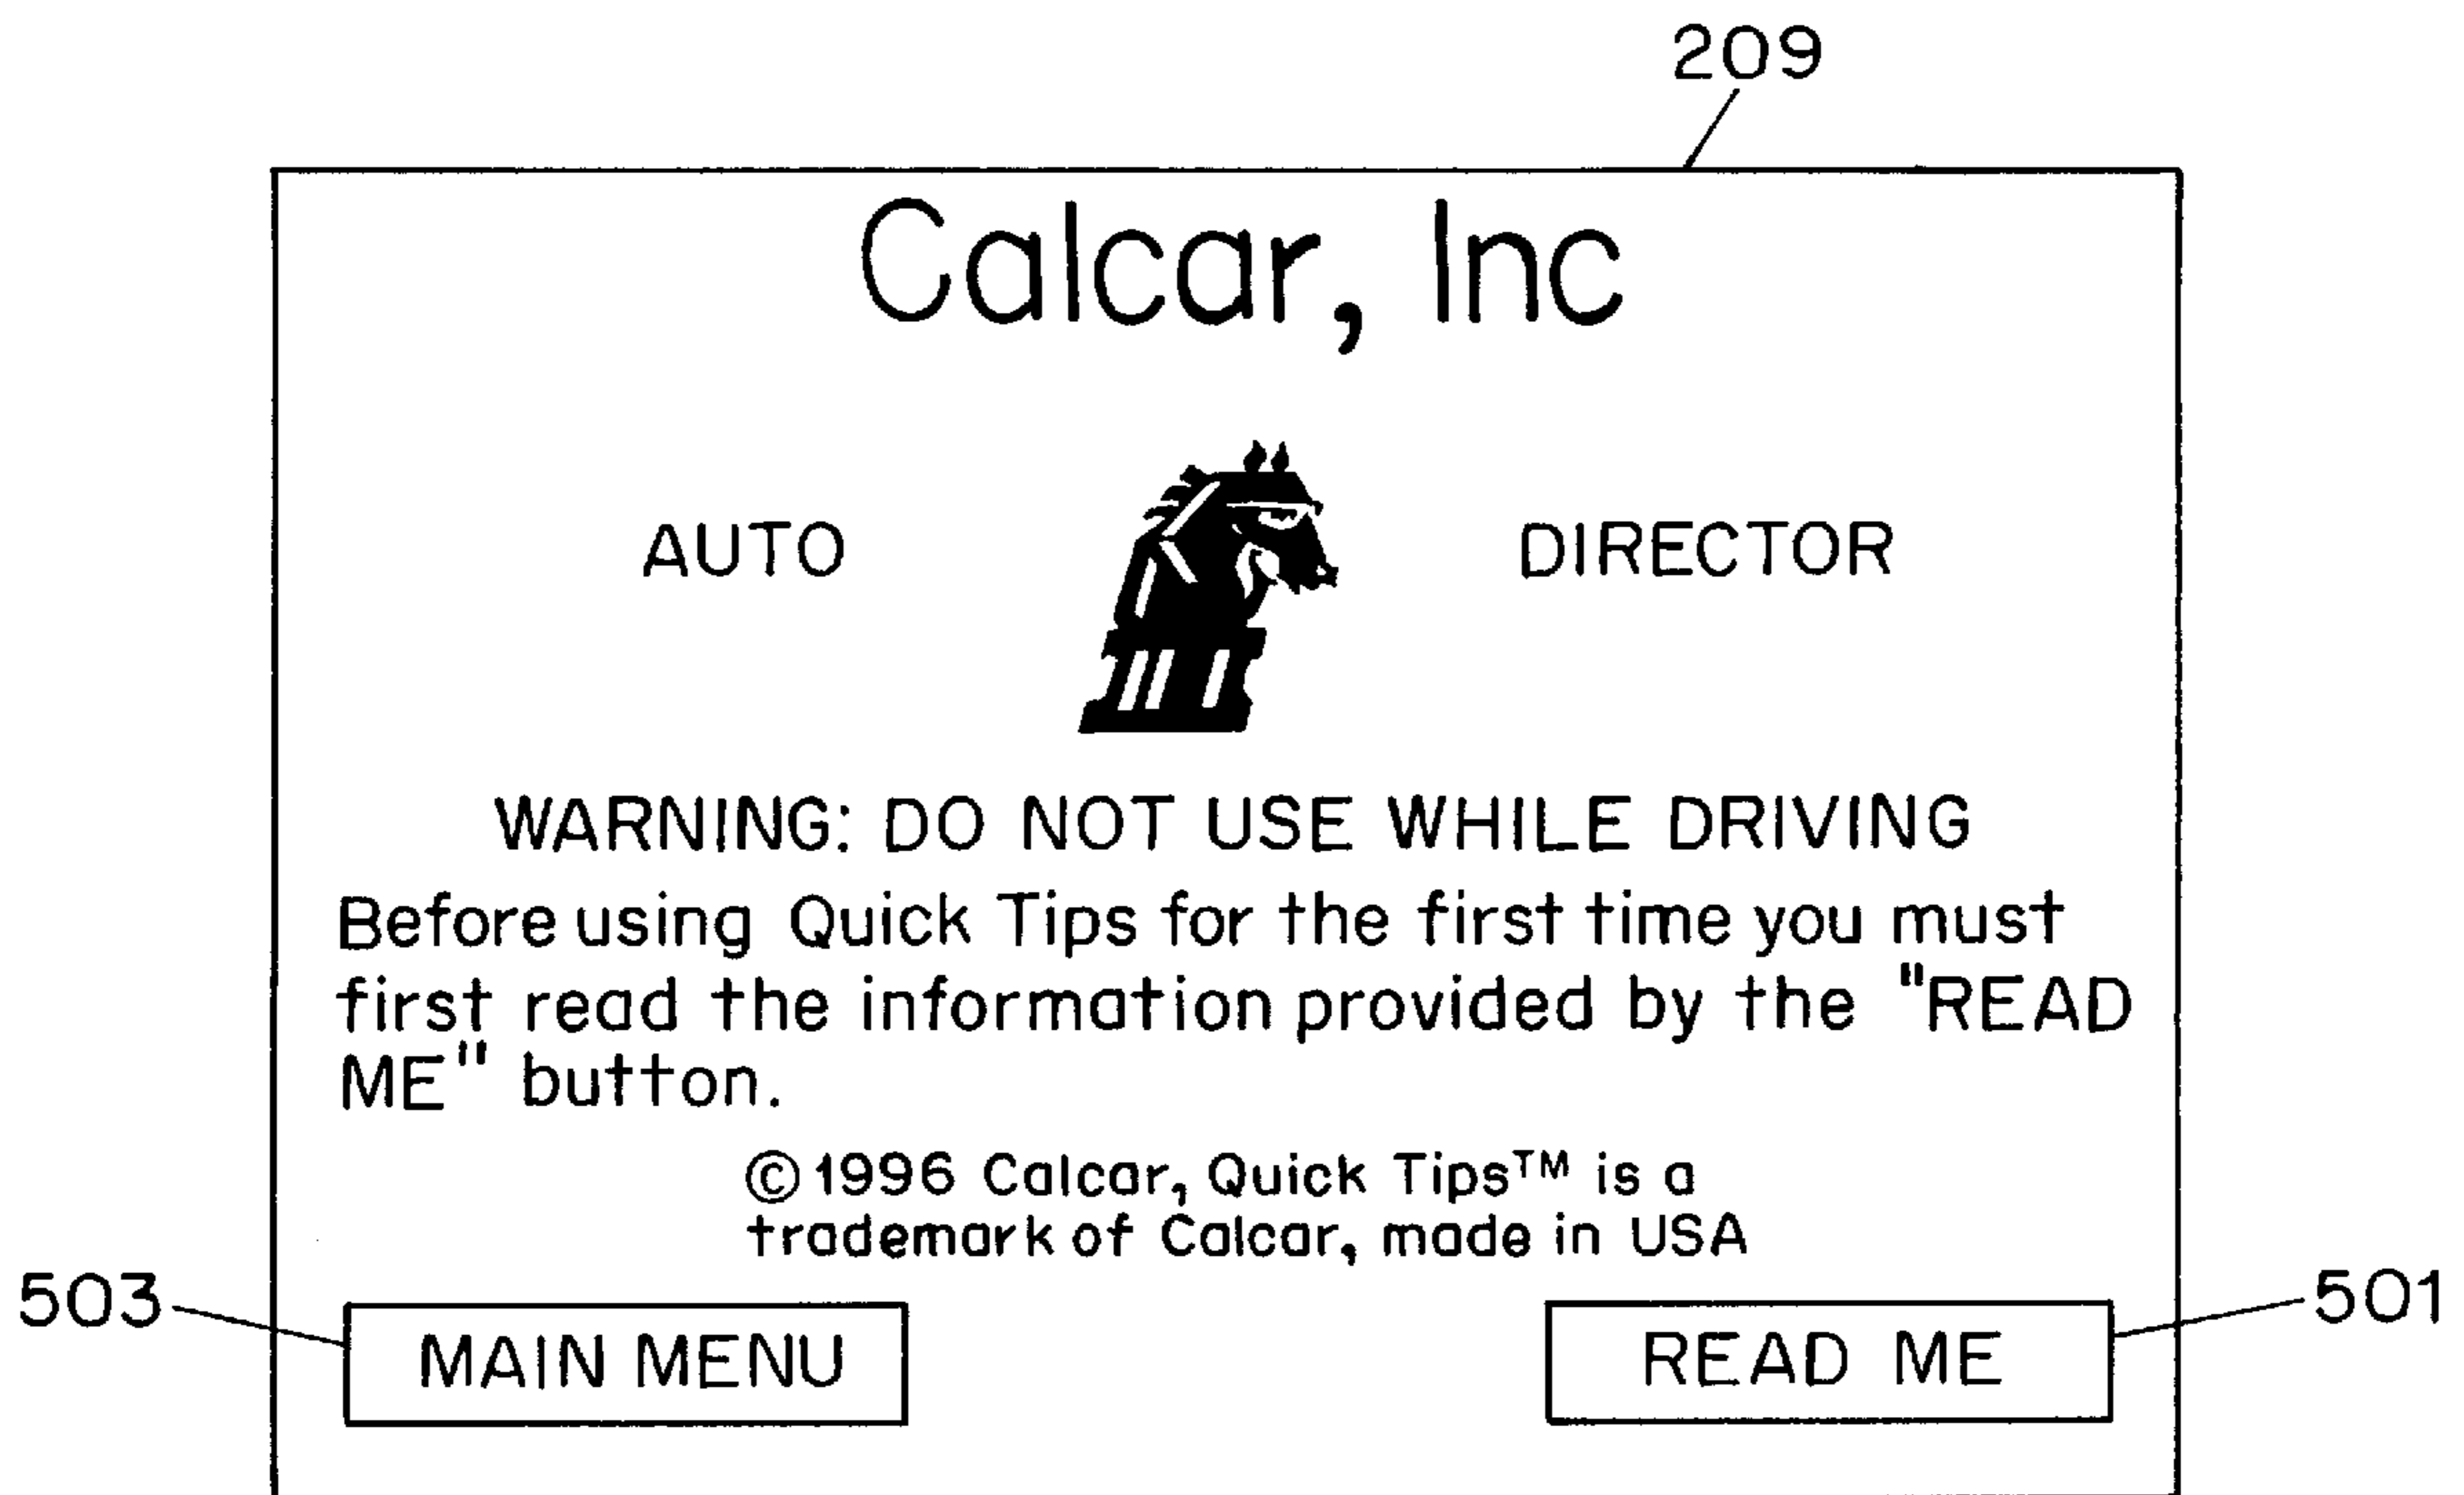 209
Calcar, Inc
AUTO DIRECTOR
WARNING: DO NOT USE WHILE DRIVING
Before using Quick Tips for the first time you must
first read the information provided by the "READ
ME" button.
©1996 Calcar, Quick Tips™ is a
trademark of Calcar, made in USA
503 501
MAIN MENU READ ME